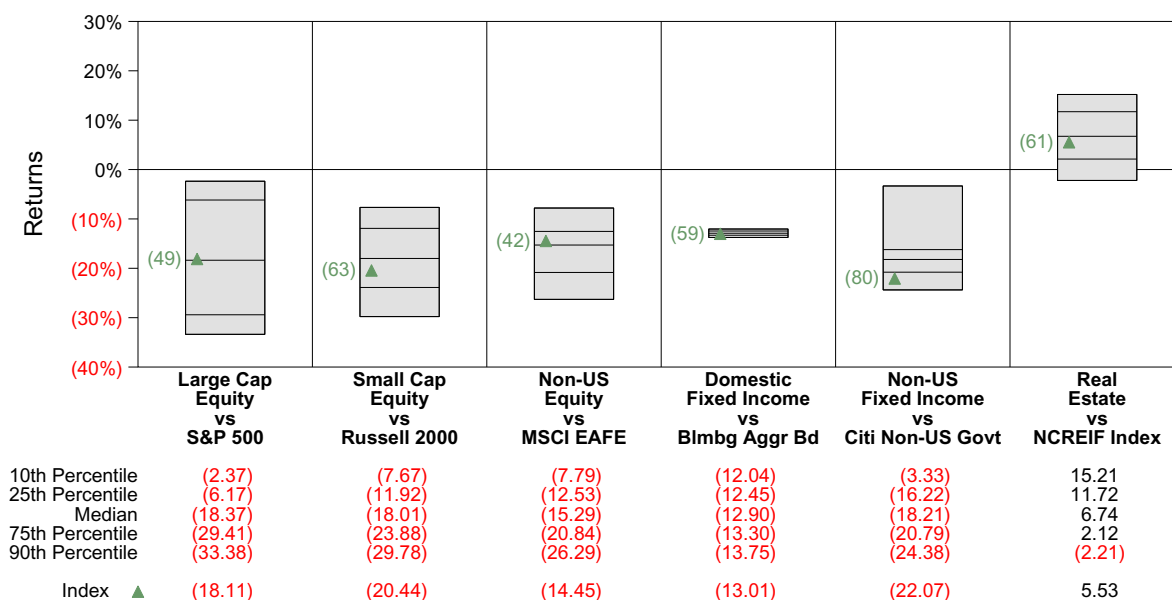 30%
20%
10%
0%
(10%)
(20%)
(30%)
(40%)
Returns
(49)
(63)
(42)
(59)
(80)
(61)
Large Cap
Equity
vs
S&P 500
Small Cap
Equity
vs
Russell 2000
Non-US
Equity
vs
MSCI EAFE
Domestic
Fixed Income
vs
Blmbg Aggr Bd
Non-US
Fixed Income
vs
Citi Non-US Govt
Real
Estate
vs
NCREIF Index
10th Percentile (2.37) (7.67) (7.79) (12.04) (3.33) 15.21
25th Percentile (6.17) (11.92) (12.53) (12.45) (16.22) 11.72
Median (18.37) (18.01) (15.29) (12.90) (18.21) 6.74
75th Percentile (29.41) (23.88) (20.84) (13.30) (20.79) 2.12
90th Percentile (33.38) (29.78) (26.29) (13.75) (24.38) (2.21)
Index (18.11) (20.44) (14.45) (13.01) (22.07) 5.53